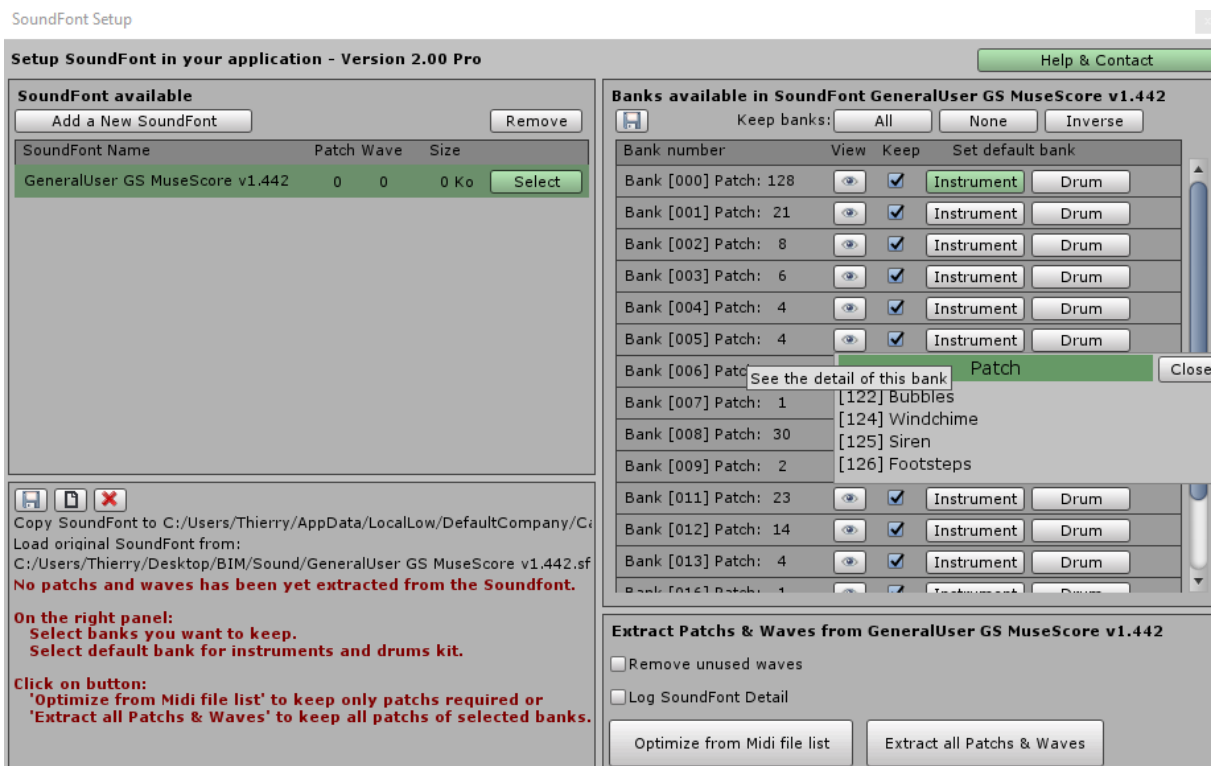 SoundFont Setup
Setup SoundFont in your application - Version 2.00 Pro
Help & Contact
SoundFont available
Add a New SoundFont
Remove
SoundFont Name Patch Wave Size
GeneralUser GS MuseScore v1.442 0 0 0 Ko Select
Copy SoundFont to C:/Users/Thierry/AppData/LocalLow/DefaultCompany/
Load original SoundFont from:
C:/Users/Thierry/Desktop/BIM/Sound/GeneralUser GS MuseScore v1.442.sf
No patchs and waves has been yet extracted from the Soundfont.
On the right panel:
Select banks you want to keep.
Select default bank for instruments and drums kit.
Click on button:
'Optimize from Midi file list' to keep only patchs required or
'Extract all Patchs & Waves' to keep all patchs of selected banks.
Banks available in SoundFont GeneralUser GS MuseScore v1.442
Keep banks: All None Inverse
Bank number View Keep Set default bank
Bank [000] Patch: 128 Instrument Drum
Bank [001] Patch: 21 Instrument Drum
Bank [002] Patch: 8 Instrument Drum
Bank [003] Patch: 6 Instrument Drum
Bank [004] Patch: 4 Instrument Drum
Bank [005] Patch: 4 Instrument Drum
Bank [006]
See the detail of this bank
Patch
Close
[122] Bubbles
[124] Windchime
[125] Siren
[126] Footsteps
Bank [007] Patch: 1
Bank [008] Patch: 30
Bank [009] Patch: 2
Bank [011] Patch: 23 Instrument Drum
Bank [012] Patch: 14 Instrument Drum
Bank [013] Patch: 4 Instrument Drum
Extract Patchs & Waves from GeneralUser GS MuseScore v1.442
Remove unused waves
Log SoundFont Detail
Optimize from Midi file list
Extract all Patchs & Waves